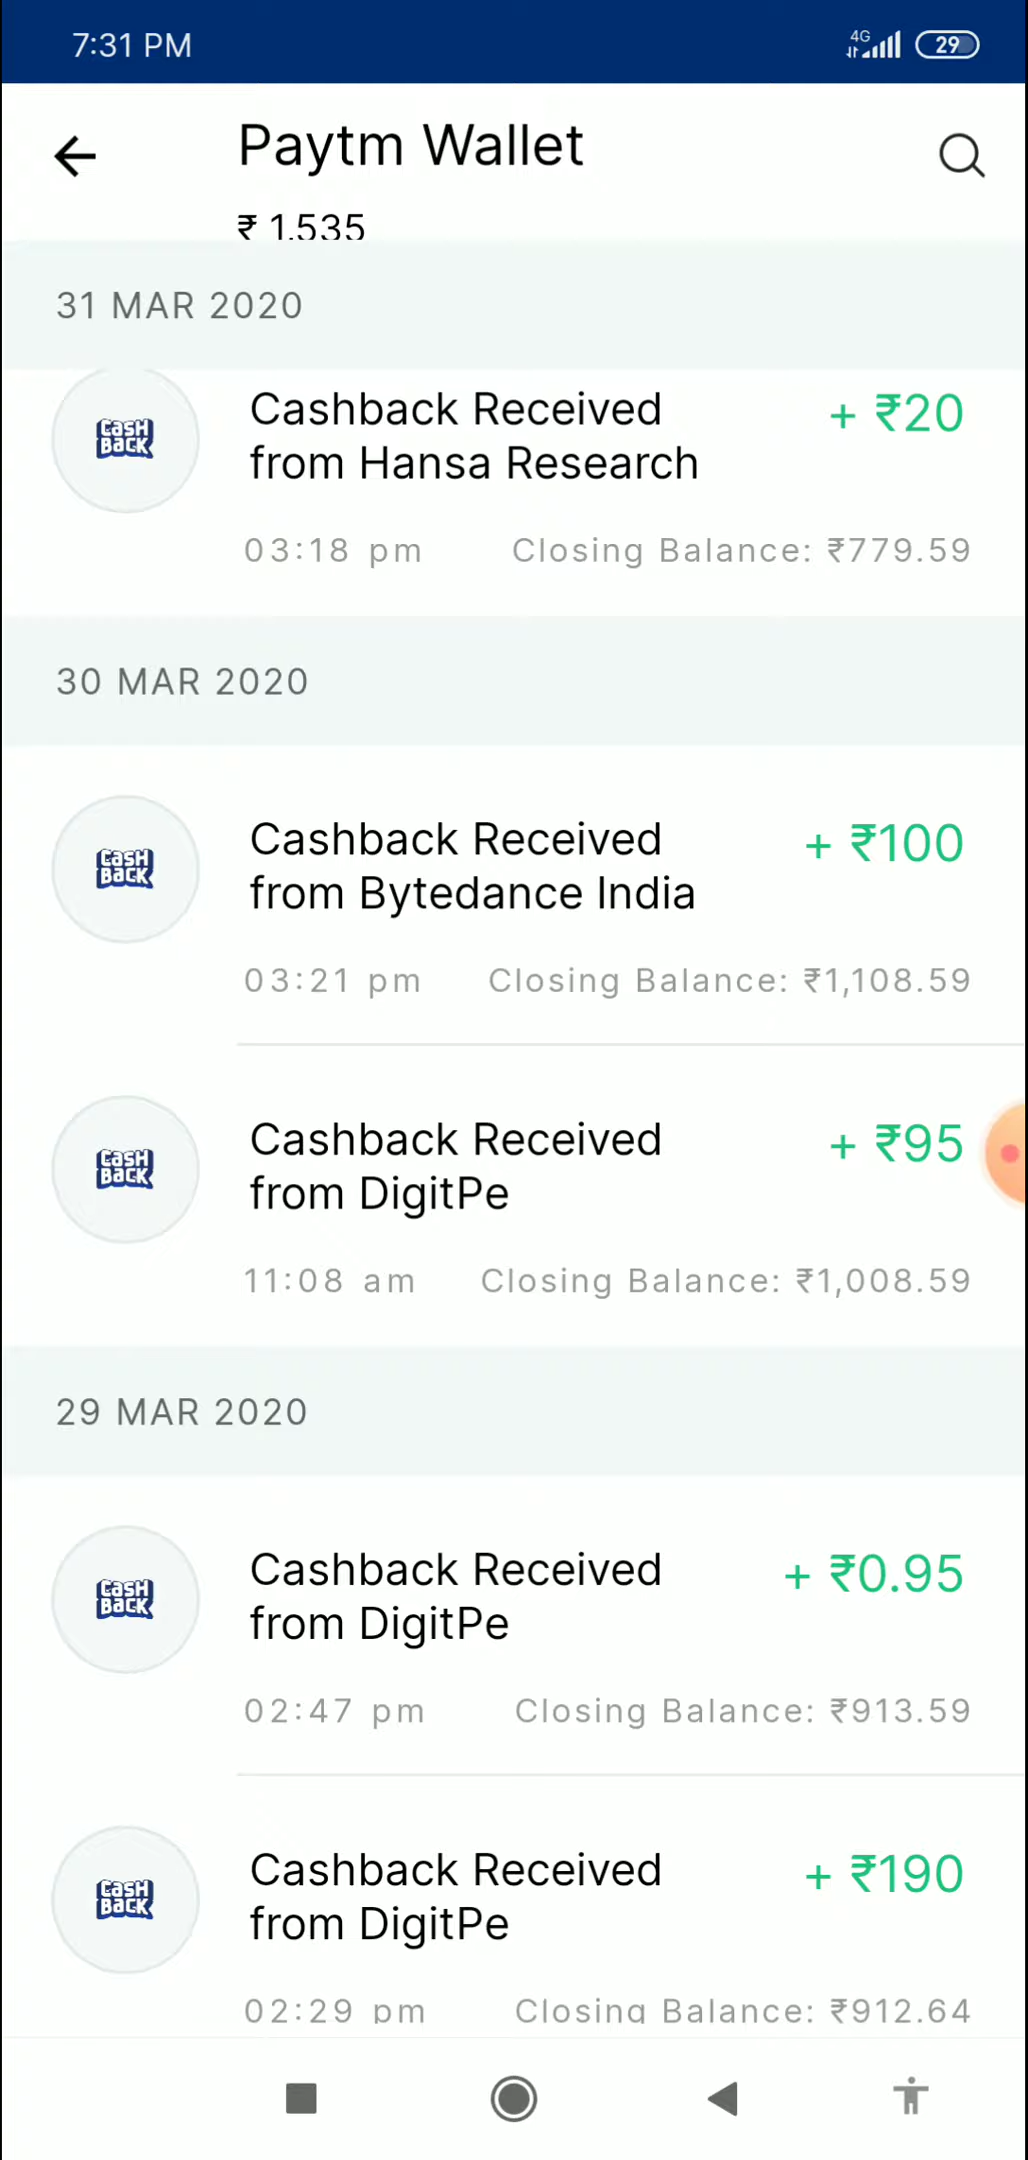 7:31 PM
4G
29
Paytm Wallet
₹ 1,535
31 MAR 2020
CASH
BACK
Cashback Received
from Hansa Research
+ ₹20
03:18 pm
Closing Balance: ₹779.59
30 MAR 2020
CASH
BACK
Cashback Received
from Bytedance India
+ ₹100
03:21 pm
Closing Balance: ₹1,108.59
CASH
BACK
Cashback Received
from DigitPe
+ ₹95
11:08 am
Closing Balance: ₹1,008.59
29 MAR 2020
CASH
BACK
Cashback Received
from DigitPe
+ ₹0.95
02:47 pm
Closing Balance: ₹913.59
CASH
BACK
Cashback Received
from DigitPe
+ ₹190
02:29 pm
Closing Balance: ₹912.64